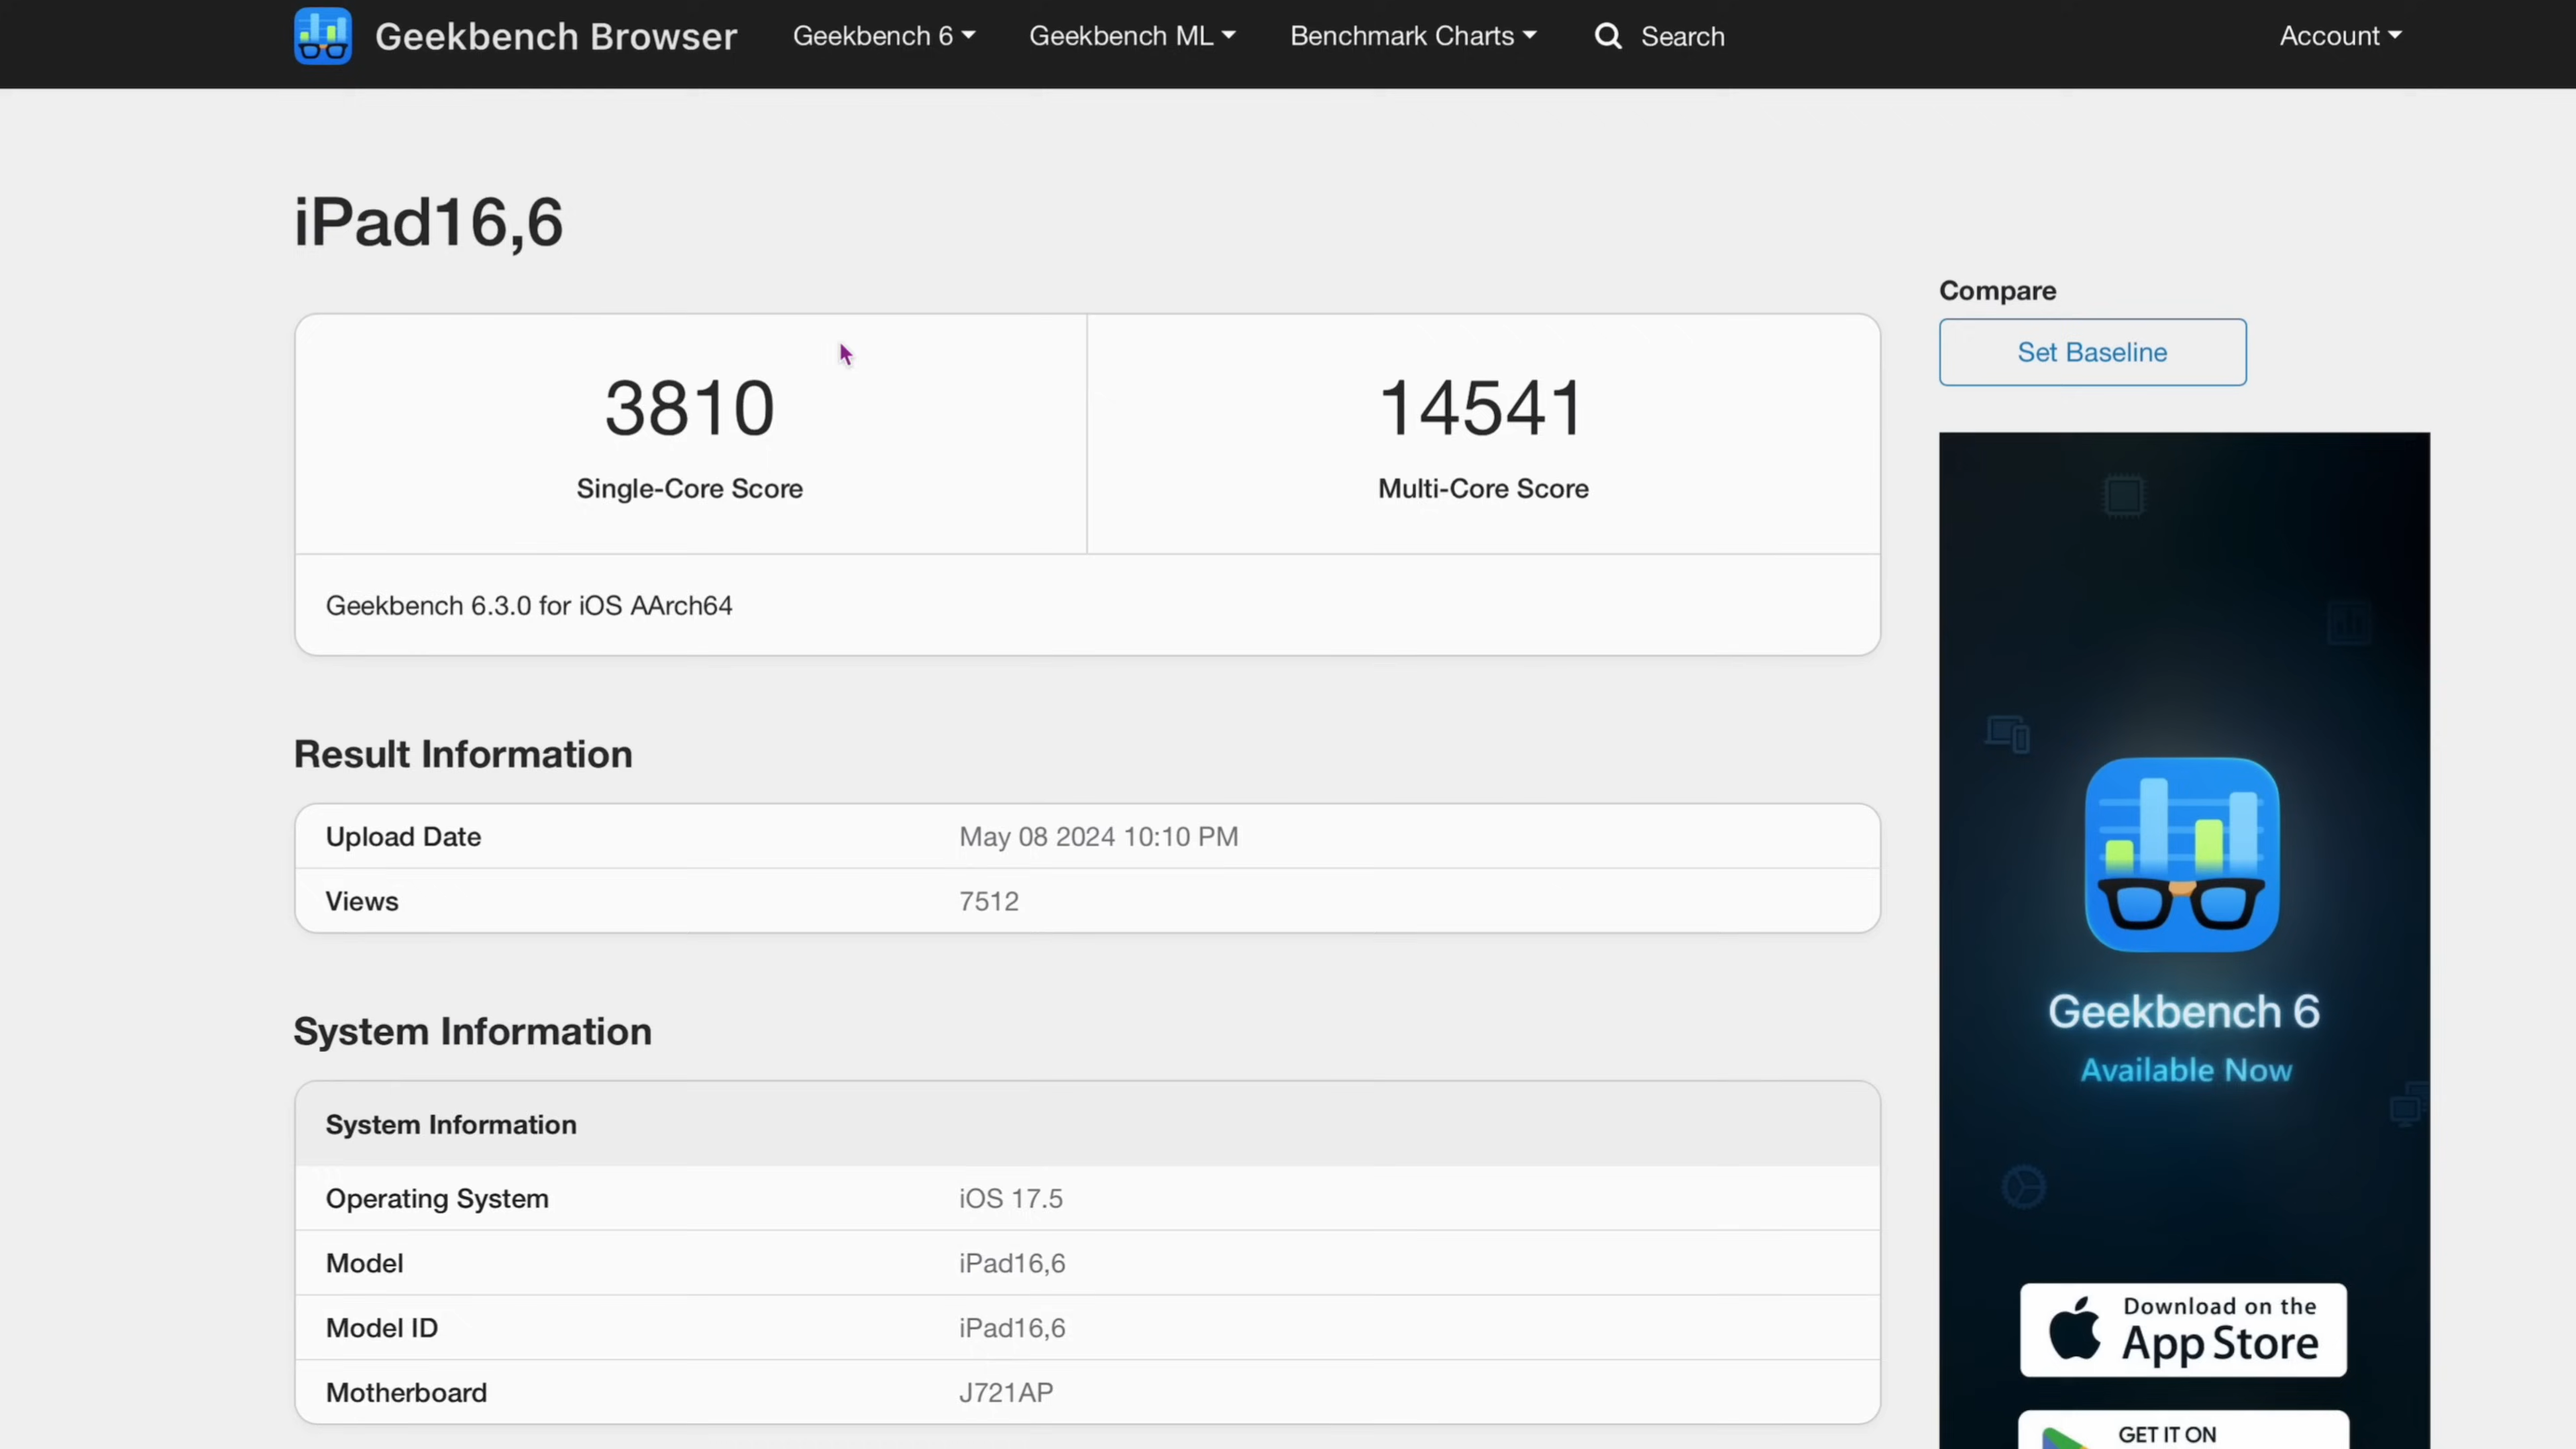 Geekbench Browser Geekbench 6 Geekbench ML Benchmark Charts Search Account
iPad16,6
3810
Single-Core Score
14541
Multi-Core Score
Geekbench 6.3.0 for iOS AArch64
Compare
Set Baseline
Result Information
Upload Date May 08 2024 10:10 PM
Views 7512
System Information
System Information
Operating System iOS 17.5
Model iPad16,6
Model ID iPad16,6
Motherboard J721AP
Geekbench 6
Available Now
Download on the
App Store
GET IT ON